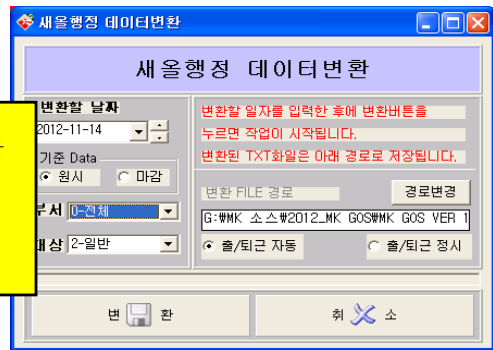 새올행정 데이터변환
새올행정 데이터변환
변환할 날짜
2012-11-14
기준 Data
원시 마감
부서 0-전체
대상 2-일반
변환할 일자를 입력한 후에 변환버튼을
누르면 작업이 시작됩니다.
변환된 TXT화일은 아래 경로로 저장됩니다.
변환 FILE 경로 경로변경
G:₩MK 소스₩2012_MK GOS₩MK GOS VER 1
출/퇴근 자동 출/퇴근 정시
변 환 취 소